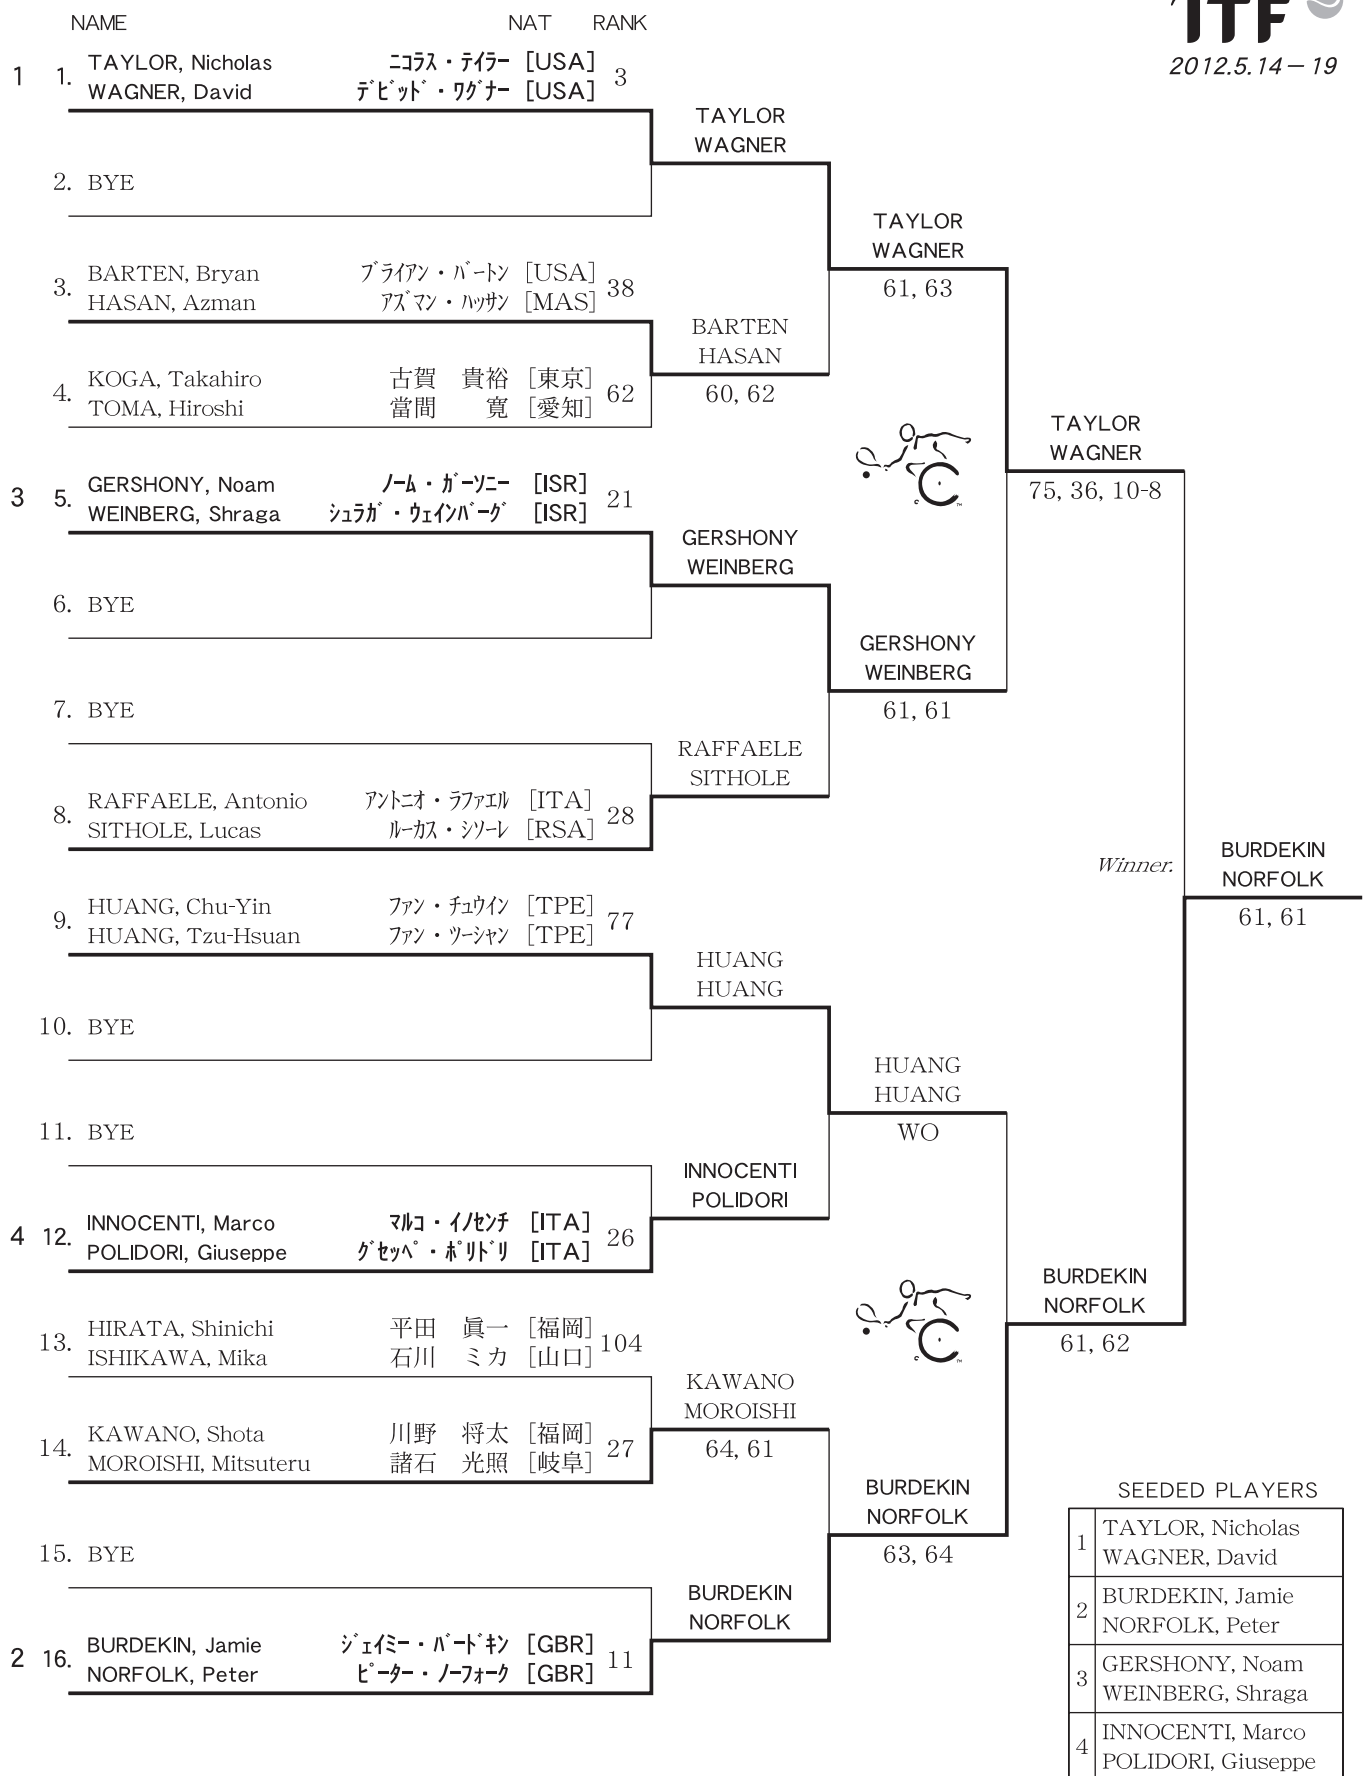 ITF
2012.5.14－19
NAME NAT RANK
1 1. TAYLOR, Nicholas ニコラス・テイラー [USA] 3
WAGNER, David デビッド・ワグナー [USA]
2. BYE
3. BARTEN, Bryan ブライアン・バートン [USA] 38
HASAN, Azman アズマン・ハッサン [MAS]
4. KOGA, Takahiro 古賀 貴裕 [東京] 62
TOMA, Hiroshi 當間 寛 [愛知]
3 5. GERSHONY, Noam ノーム・ガーソニー [ISR] 21
WEINBERG, Shraga シュラガ・ウェインバーグ [ISR]
6. BYE
7. BYE
8. RAFFAELE, Antonio アントニオ・ラファエル [ITA] 28
SITHOLE, Lucas ルーカス・シソーレ [RSA]
9. HUANG, Chu-Yin ファン・チュウイン [TPE] 77
HUANG, Tzu-Hsuan ファン・ツーシャン [TPE]
10. BYE
11. BYE
4 12. INNOCENTI, Marco マルコ・イノセンチ [ITA] 26
POLIDORI, Giuseppe グセッペ・ポリドリ [ITA]
13. HIRATA, Shinichi 平田 眞一 [福岡] 104
ISHIKAWA, Mika 石川 ミカ [山口]
14. KAWANO, Shota 川野 将太 [福岡] 27
MOROISHI, Mitsuteru 諸石 光照 [岐阜]
15. BYE
2 16. BURDEKIN, Jamie ジェイミー・バードキン [GBR] 11
NORFOLK, Peter ピーター・ノーフォーク [GBR]
TAYLOR
WAGNER
BARTEN
HASAN
60, 62
GERSHONY
WEINBERG
RAFFAELE
SITHOLE
HUANG
HUANG
INNOCENTI
POLIDORI
KAWANO
MOROISHI
64, 61
BURDEKIN
NORFOLK
TAYLOR
WAGNER
61, 63
GERSHONY
WEINBERG
61, 61
HUANG
HUANG
WO
BURDEKIN
NORFOLK
63, 64
TAYLOR
WAGNER
75, 36, 10-8
BURDEKIN
NORFOLK
61, 62
Winner.
BURDEKIN
NORFOLK
61, 61
SEEDED PLAYERS
1 TAYLOR, Nicholas
WAGNER, David
2 BURDEKIN, Jamie
NORFOLK, Peter
3 GERSHONY, Noam
WEINBERG, Shraga
4 INNOCENTI, Marco
POLIDORI, Giuseppe